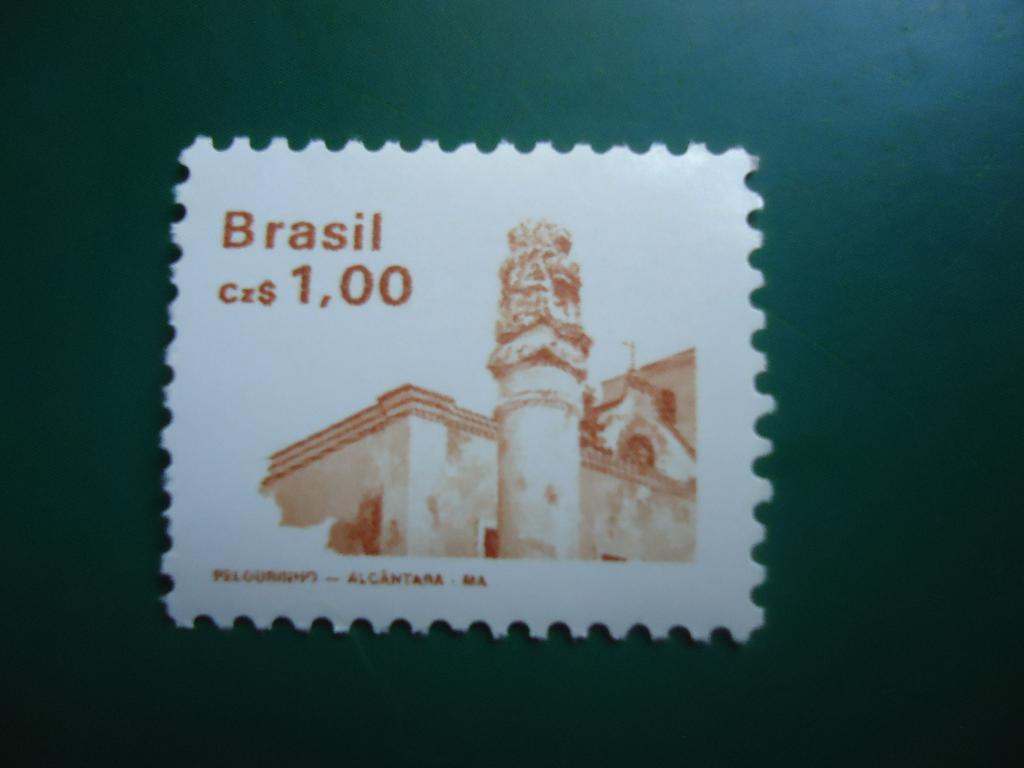 Brasil
Cz$ 1,00
PELOURINHO — ALCÂNTARA - MA